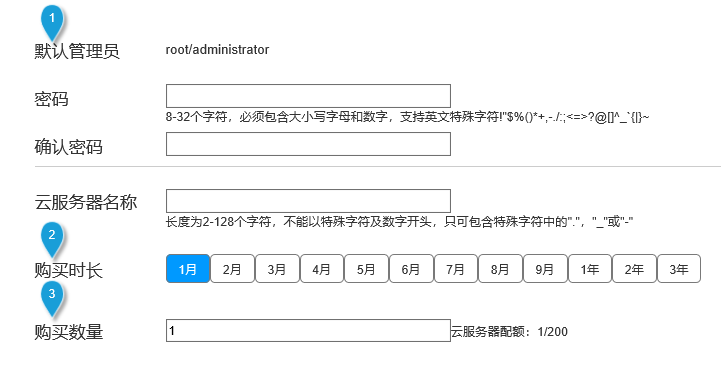 1
默认管理员 root/administrator
密码
8-32个字符，必须包含大小写字母和数字，支持英文特殊字符!"$%()*+,-./:;<=>?@[]^_`{|}~
确认密码
云服务器名称
长度为2-128个字符，不能以特殊字符及数字开头，只可包含特殊字符中的"."，"_"或"-"
2
购买时长 1月 2月 3月 4月 5月 6月 7月 8月 9月 1年 2年 3年
3
购买数量 1 云服务器配额：1/200